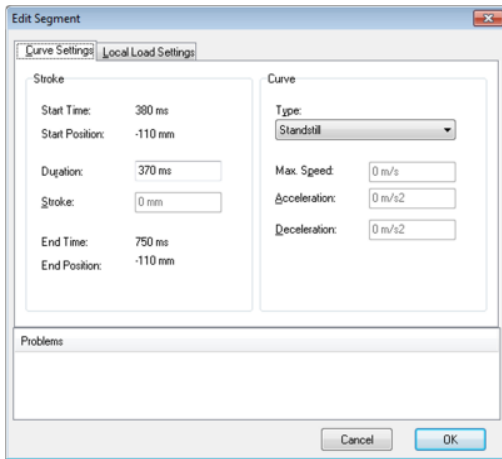 Edit Segment
Curve Settings Local Load Settings
Stroke
Start Time: 380 ms
Start Position: -110 mm
Duration: 370 ms
Stroke: 0 mm
End Time: 750 ms
End Position: -110 mm
Curve
Type:
Standstill
Max. Speed: 0 m/s
Acceleration: 0 m/s2
Deceleration: 0 m/s2
Problems
Cancel OK